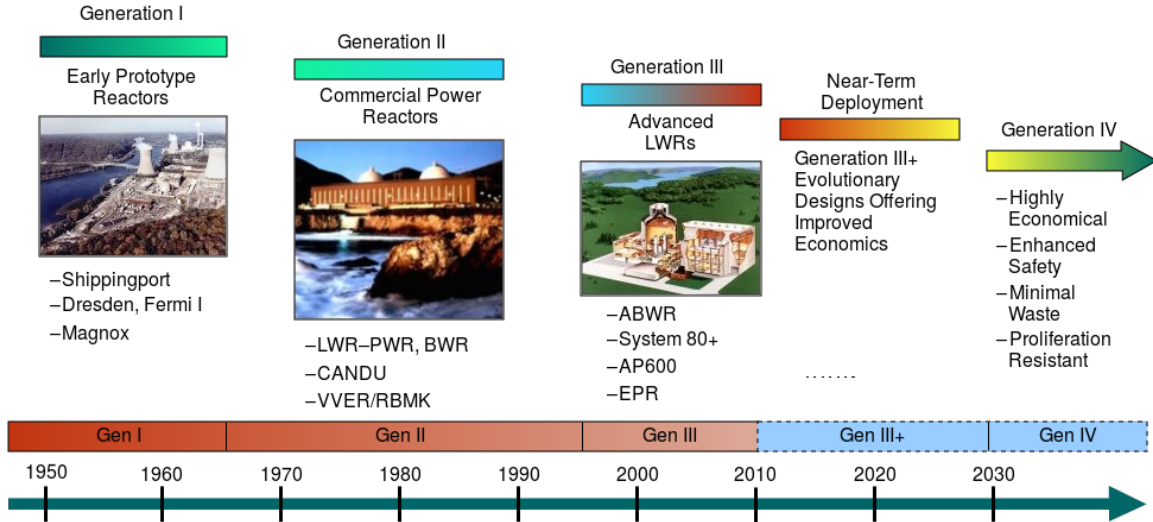 Generation I
Early Prototype
Reactors
–Shippingport
–Dresden, Fermi I
–Magnox
Generation II
Commercial Power
Reactors
–LWR–PWR, BWR
–CANDU
–VVER/RBMK
Generation III
Advanced
LWRs
–ABWR
–System 80+
–AP600
–EPR
Near-Term
Deployment
Generation III+
Evolutionary
Designs Offering
Improved
Economics
.......
Generation IV
–Highly
Economical
–Enhanced
Safety
–Minimal
Waste
–Proliferation
Resistant
Gen I
Gen II
Gen III
Gen III+
Gen IV
1950
1960
1970
1980
1990
2000
2010
2020
2030